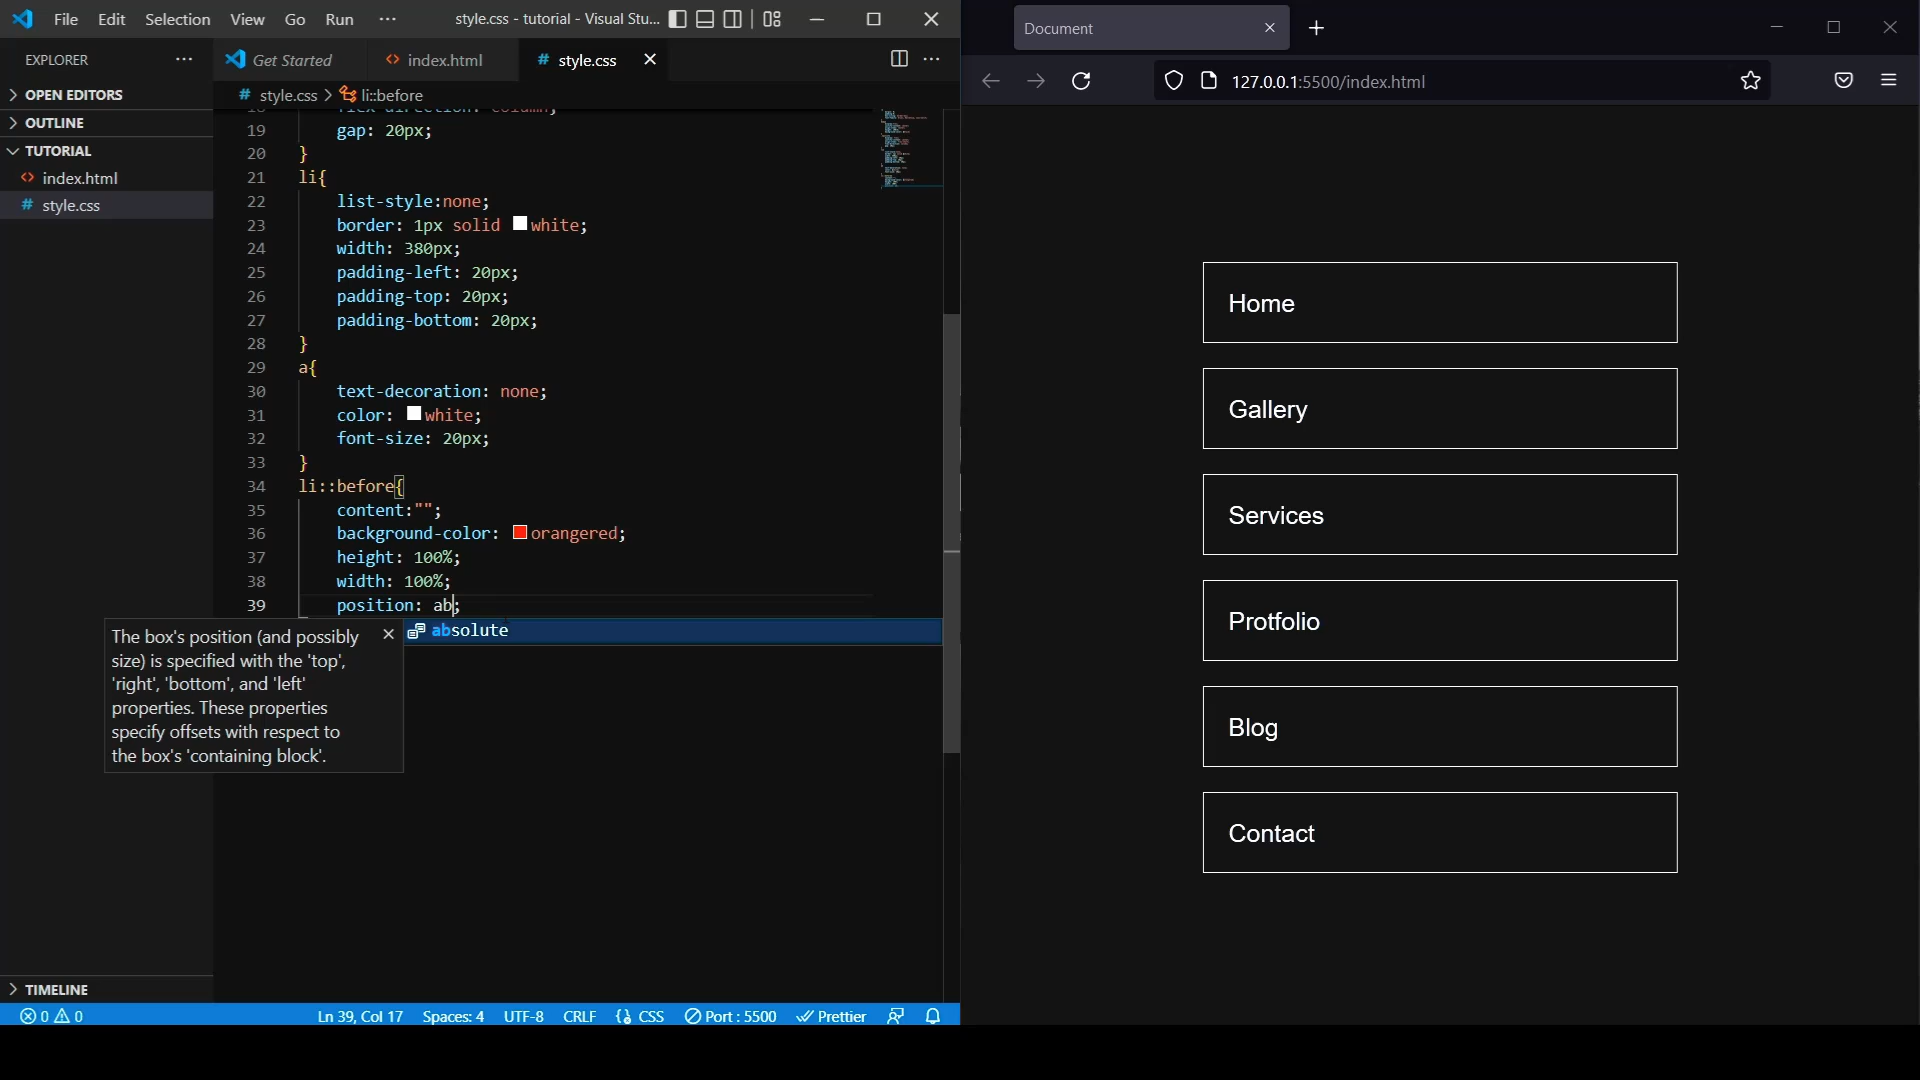 File Edit Selection View Go Run ··· style.css - tutorial - Visual Stu...
EXPLORER ···
Get Started
index.html
style.css
OPEN EDITORS
OUTLINE
TUTORIAL
index.html
style.css
style.css > li::before
19 gap: 20px;
20 }
21 li{
22 list-style:none;
23 border: 1px solid white;
24 width: 380px;
25 padding-left: 20px;
26 padding-top: 20px;
27 padding-bottom: 20px;
28 }
29 a{
30 text-decoration: none;
31 color: white;
32 font-size: 20px;
33 }
34 li::before{
35 content:"";
36 background-color: orangered;
37 height: 100%;
38 width: 100%;
39 position: ab;
absolute
The box's position (and possibly
size) is specified with the 'top',
'right', 'bottom', and 'left'
properties. These properties
specify offsets with respect to
the box's 'containing block'.
TIMELINE
0 0 Ln 39, Col 17 Spaces: 4 UTF-8 CRLF CSS Port : 5500 Prettier
Document
127.0.0.1:5500/index.html
Home
Gallery
Services
Protfolio
Blog
Contact